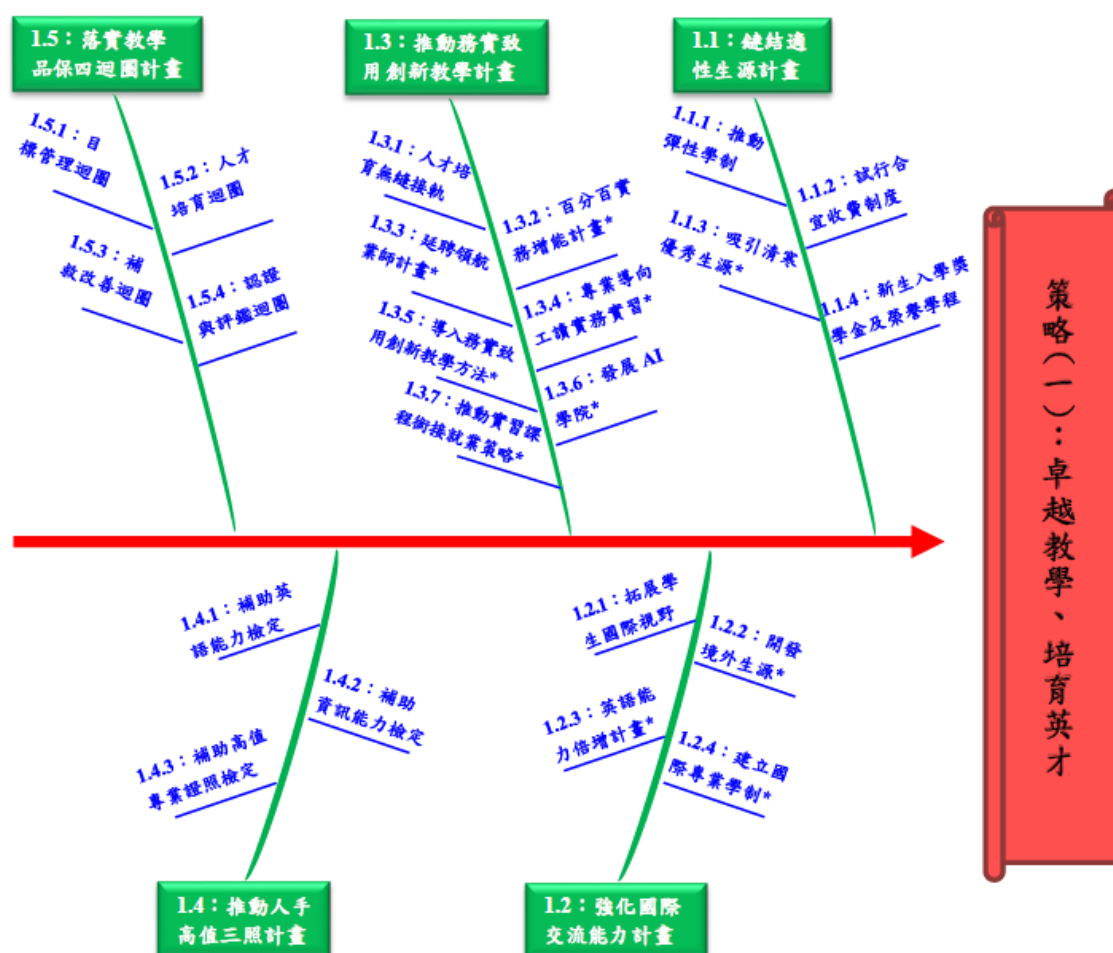 1.5：落實教學
品保四迴圈計畫
1.3：推動務實致
用創新教學計畫
1.1：鏈結適
性生源計畫
1.5.1：目
標管理迴圈
1.5.2：人才
培育迴圈
1.5.3：補
救改善迴圈
1.5.4：認證
與評鑑迴圈
1.3.1：人才培
育無縫接軌
1.3.2：百分百實
務增能計畫*
1.3.3：延聘領航
業師計畫*
1.3.4：專業導向
工讀實務實習*
1.3.5：導入務實致
用創新教學方法*
1.3.6：發展 AI
學院*
1.3.7：推動實習課
程銜接就業策略*
1.1.1：推動
彈性學制
1.1.2：試行合
宜收費制度
1.1.3：吸引清寒
優秀生源*
1.1.4：新生入學獎
學金及榮譽學程
策略(一)：卓越教學、培育英才
1.4.1：補助英
語能力檢定
1.4.2：補助
資訊能力檢定
1.4.3：補助高值
專業證照檢定
1.2.1：拓展學
生國際視野
1.2.2：開發
境外生源*
1.2.3：英語能
力倍增計畫*
1.2.4：建立國
際專業學制*
1.4：推動人手
高值三照計畫
1.2：強化國際
交流能力計畫